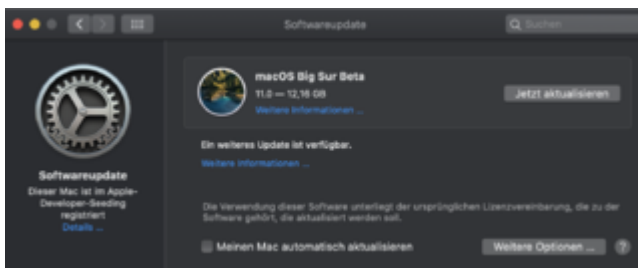 Softwareupdate
Suchen
macOS Big Sur Beta
11.0 — 12,16 GB
Weitere Informationen ...
Jetzt aktualisieren
Ein weiteres Update ist verfügbar.
Weitere Informationen ...
Softwareupdate
Dieser Mac ist im Apple-
Developer-Seeding
registriert
Details ...
Die Verwendung dieser Software unterliegt der ursprünglichen Lizenzvereinbarung, die zu der
Software gehört, die aktualisiert werden soll.
Meinen Mac automatisch aktualisieren
Weitere Optionen ...
?